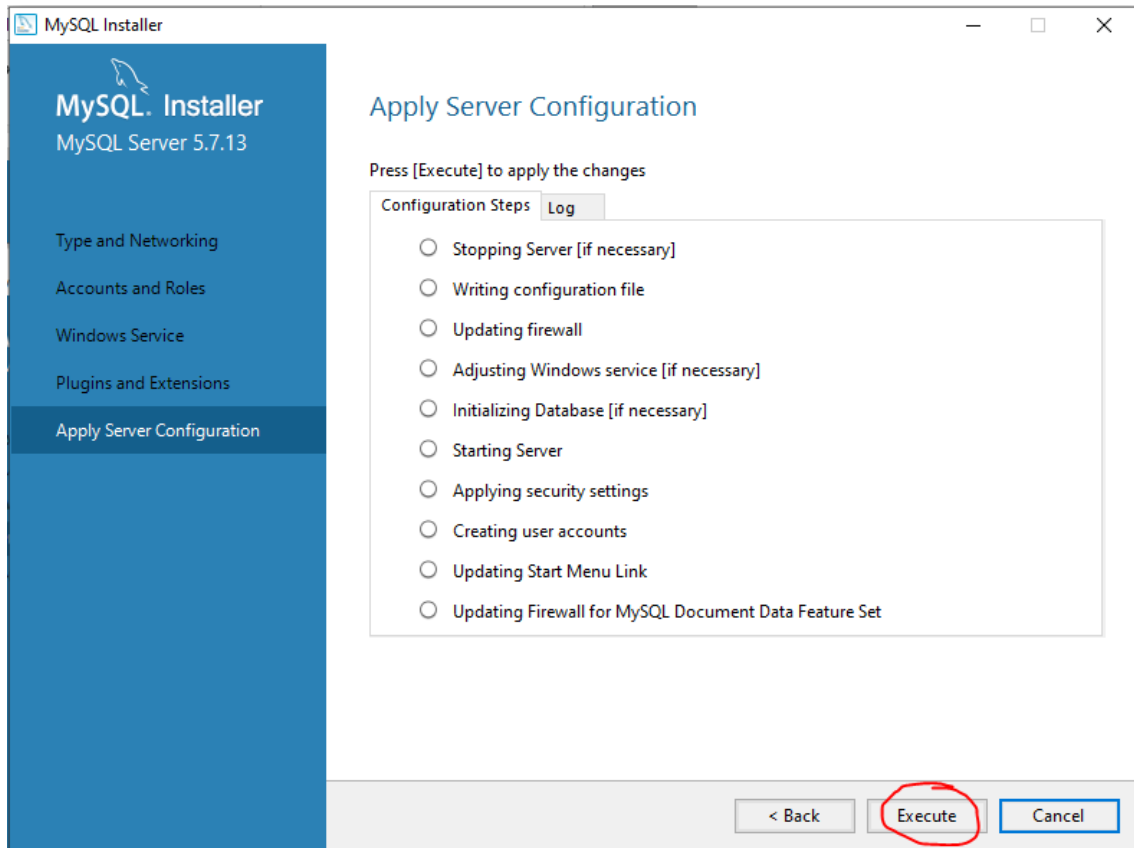 MySQL Installer
MySQL. Installer
MySQL Server 5.7.13
Type and Networking
Accounts and Roles
Windows Service
Plugins and Extensions
Apply Server Configuration
Apply Server Configuration
Press [Execute] to apply the changes
Configuration Steps Log
Stopping Server [if necessary]
Writing configuration file
Updating firewall
Adjusting Windows service [if necessary]
Initializing Database [if necessary]
Starting Server
Applying security settings
Creating user accounts
Updating Start Menu Link
Updating Firewall for MySQL Document Data Feature Set
< Back Execute Cancel